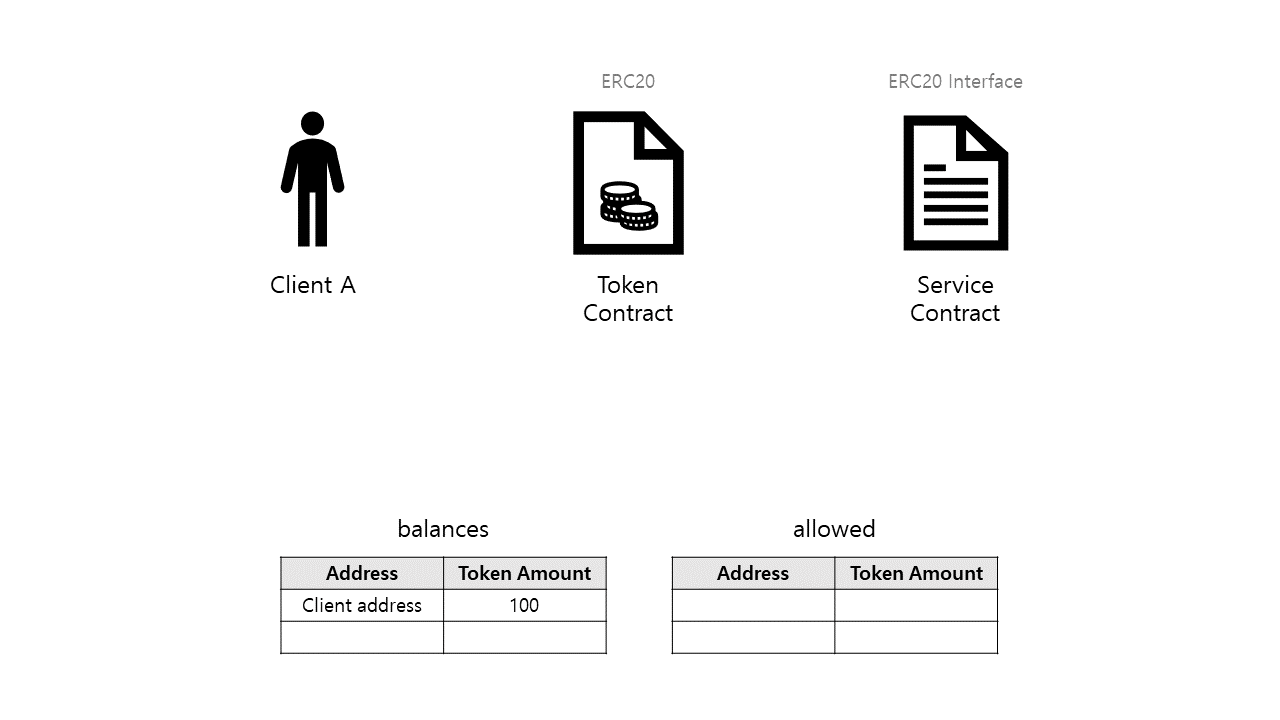 ERC20
ERC20 Interface
Client A
Token
Contract
Service
Contract
balances
Address Token Amount
Client address 100
allowed
Address Token Amount